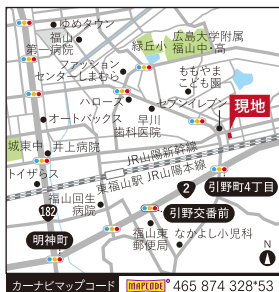 ゆめタウン
福山
第一病院
ファッション
センターしまむら
緑丘小
広島大学附属
福山中・高
ももやま
こども園
ハローズ
セブンイレブン
現地
オートバックス
早川
歯科医院
城東中
井上病院
JR山陽新幹線
JR山陽本線
トイザらス
東福山駅
2
引野町4丁目
福山回生
病院
182
引野交番前
明神町
福山東
郵便局
なかよし小児科
N
カーナビマップコード
MAPCODE®
465 874 328*53